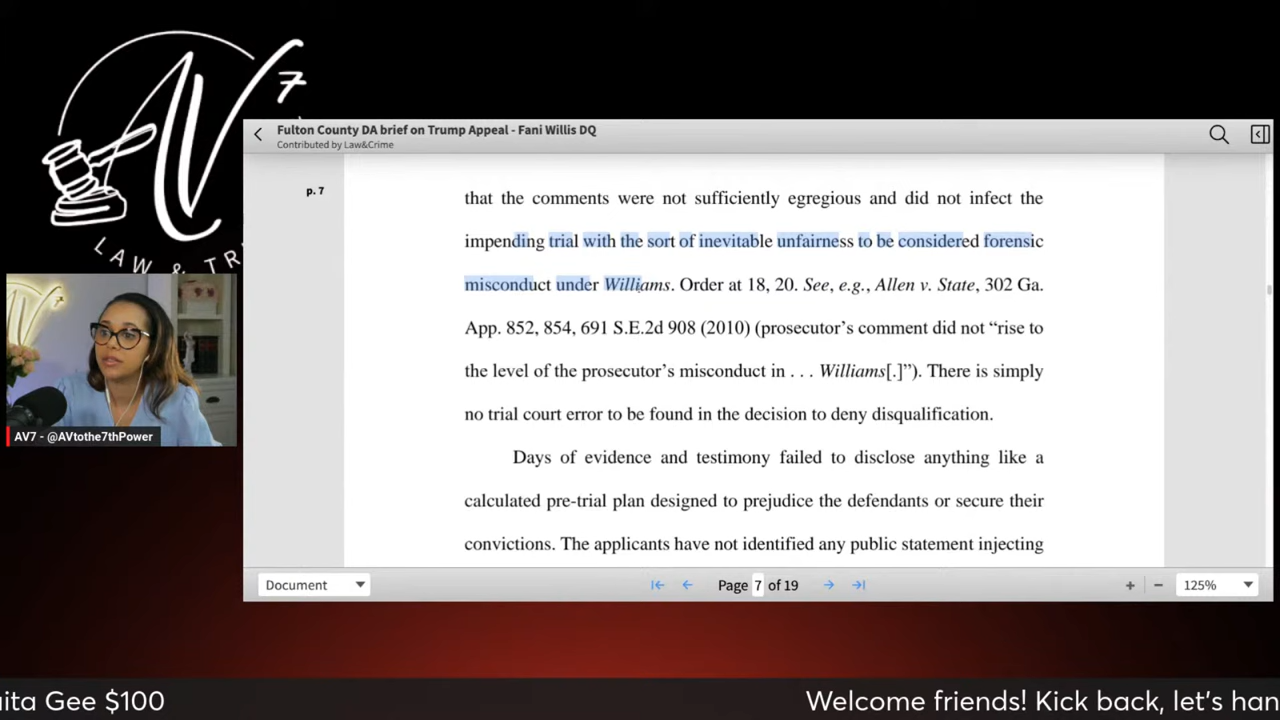 AV7
LAW & TR
Fulton County DA brief on Trump Appeal - Fani Willis DQ
Contributed by Law&Crime
p. 7
that the comments were not sufficiently egregious and did not infect the
impending trial with the sort of inevitable unfairness to be considered forensic
misconduct under Williams. Order at 18, 20. See, e.g., Allen v. State, 302 Ga.
App. 852, 854, 691 S.E.2d 908 (2010) (prosecutor's comment did not “rise to
the level of the prosecutor's misconduct in . . . Williams[.]”). There is simply
no trial court error to be found in the decision to deny disqualification.
Days of evidence and testimony failed to disclose anything like a
calculated pre-trial plan designed to prejudice the defendants or secure their
convictions. The applicants have not identified any public statement injecting
AV7 - @AVtothe7thPower
Document
Page 7 of 19
125%
uita Gee $100
Welcome friends! Kick back, let's han